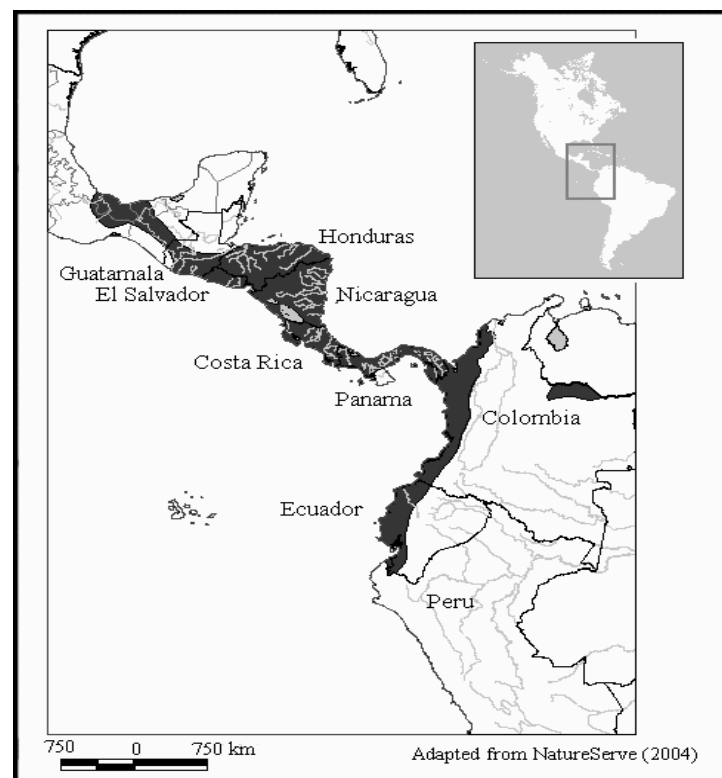 Honduras
Guatamala
El Salvador
Nicaragua
Costa Rica
Panama
Colombia
Ecuador
Peru
750 0 750 km
Adapted from NatureServe (2004)